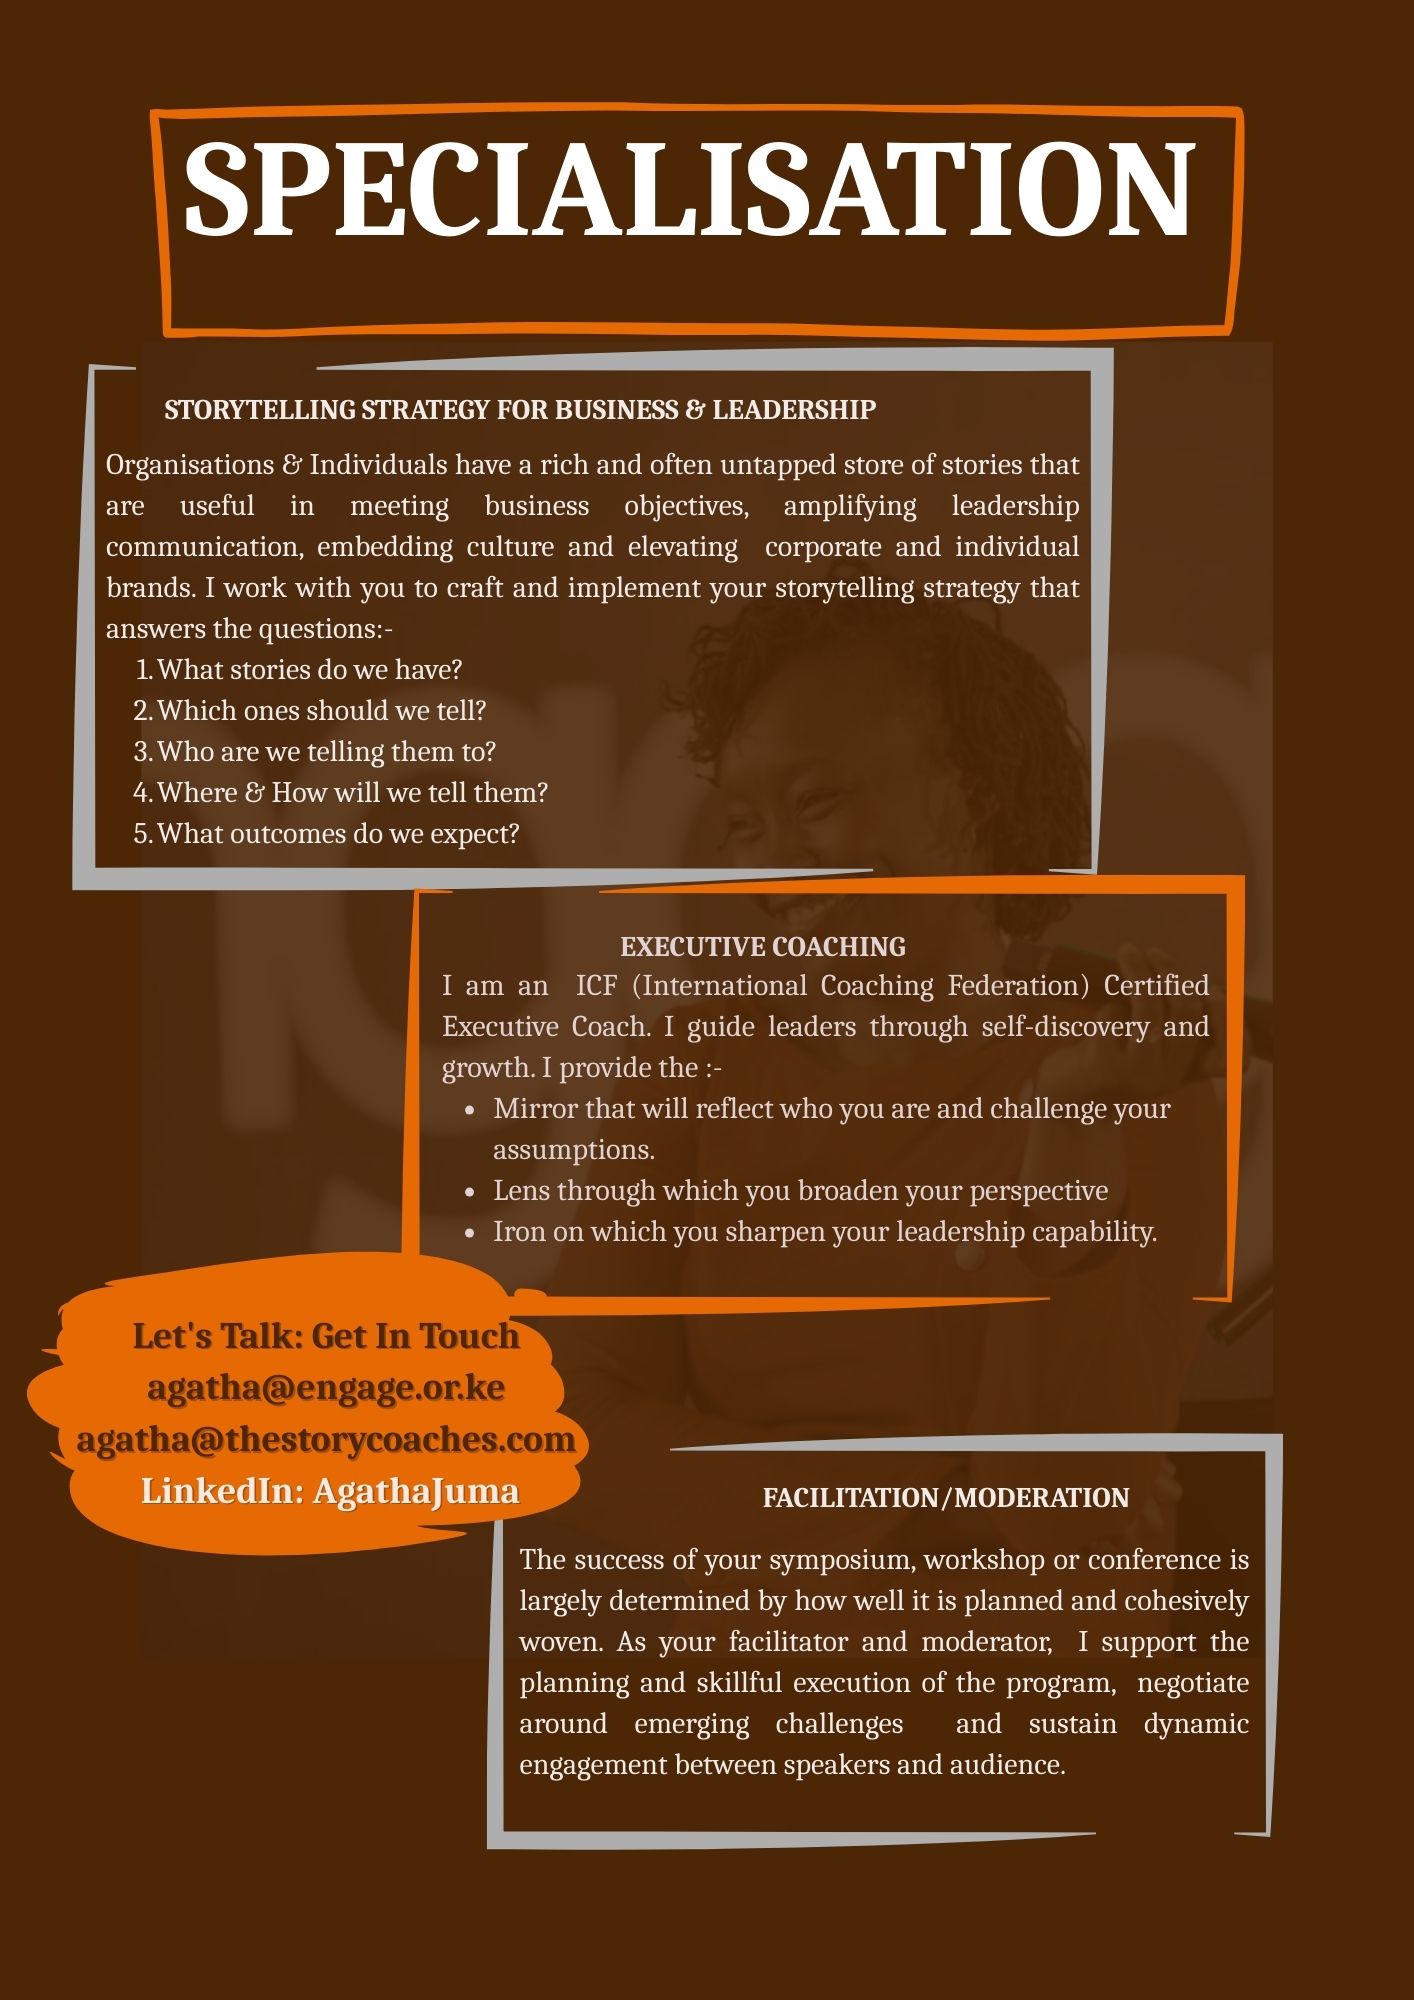 SPECIALISATION
STORYTELLING STRATEGY FOR BUSINESS & LEADERSHIP
Organisations & Individuals have a rich and often untapped store of stories that
are useful in meeting business objectives, amplifying leadership
communication, embedding culture and elevating corporate and individual
brands. I work with you to craft and implement your storytelling strategy that
answers the questions:-
1. What stories do we have?
2. Which ones should we tell?
3. Who are we telling them to?
4. Where & How will we tell them?
5. What outcomes do we expect?
EXECUTIVE COACHING
I am an ICF (International Coaching Federation) Certified
Executive Coach. I guide leaders through self-discovery and
growth. I provide the :-
• Mirror that will reflect who you are and challenge your
assumptions.
• Lens through which you broaden your perspective
• Iron on which you sharpen your leadership capability.
Let's Talk: Get In Touch
agatha@engage.or.ke
agatha@thestorycoaches.com
LinkedIn: AgathaJuma
FACILITATION/MODERATION
The success of your symposium, workshop or conference is
largely determined by how well it is planned and cohesively
woven. As your facilitator and moderator, I support the
planning and skillful execution of the program, negotiate
around emerging challenges and sustain dynamic
engagement between speakers and audience.